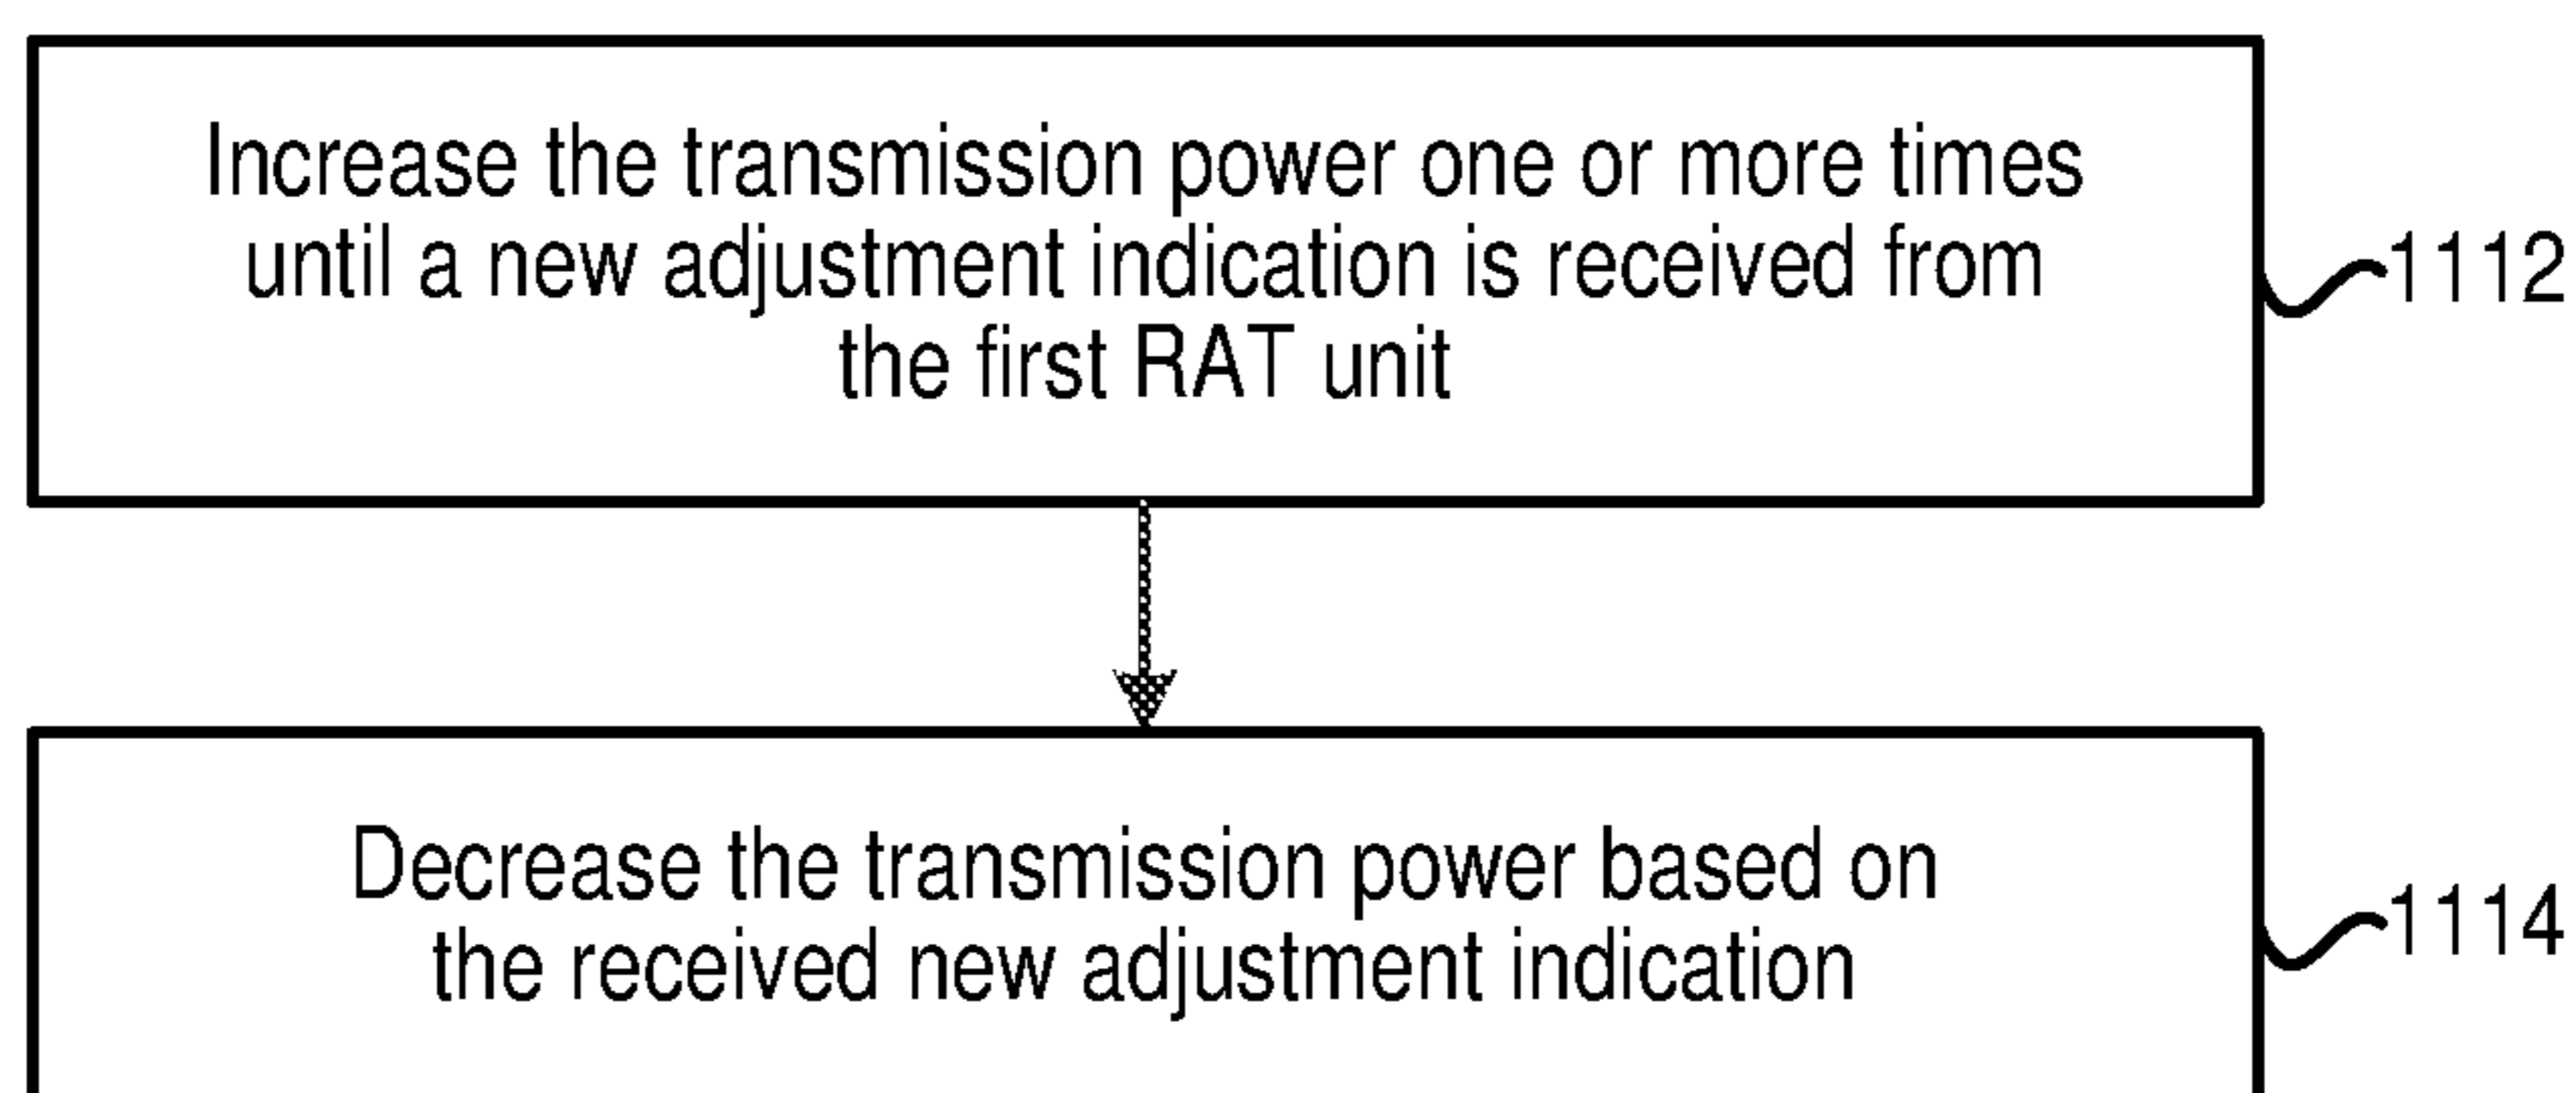 Increase the transmission power one or more times
until a new adjustment indication is received from
the first RAT unit
1112
Decrease the transmission power based on
the received new adjustment indication
1114